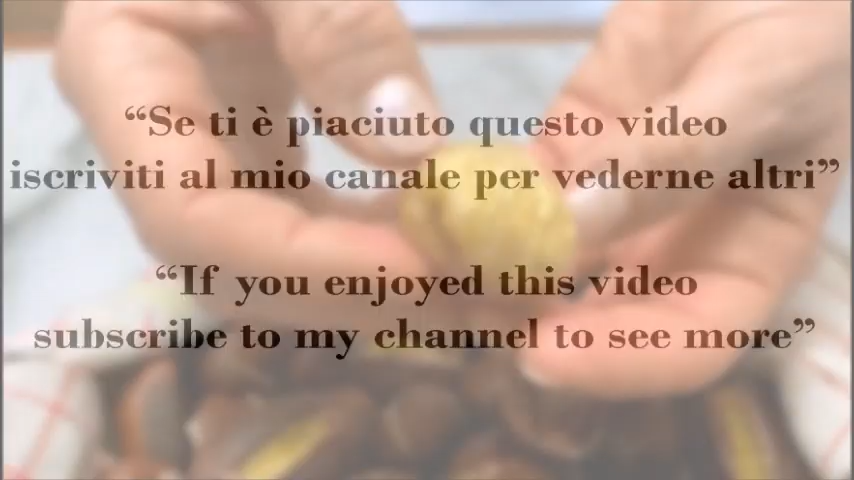 “Se ti è piaciuto questo video
iscriviti al mio canale per vederne altri”
“If you enjoyed this video
subscribe to my channel to see more”